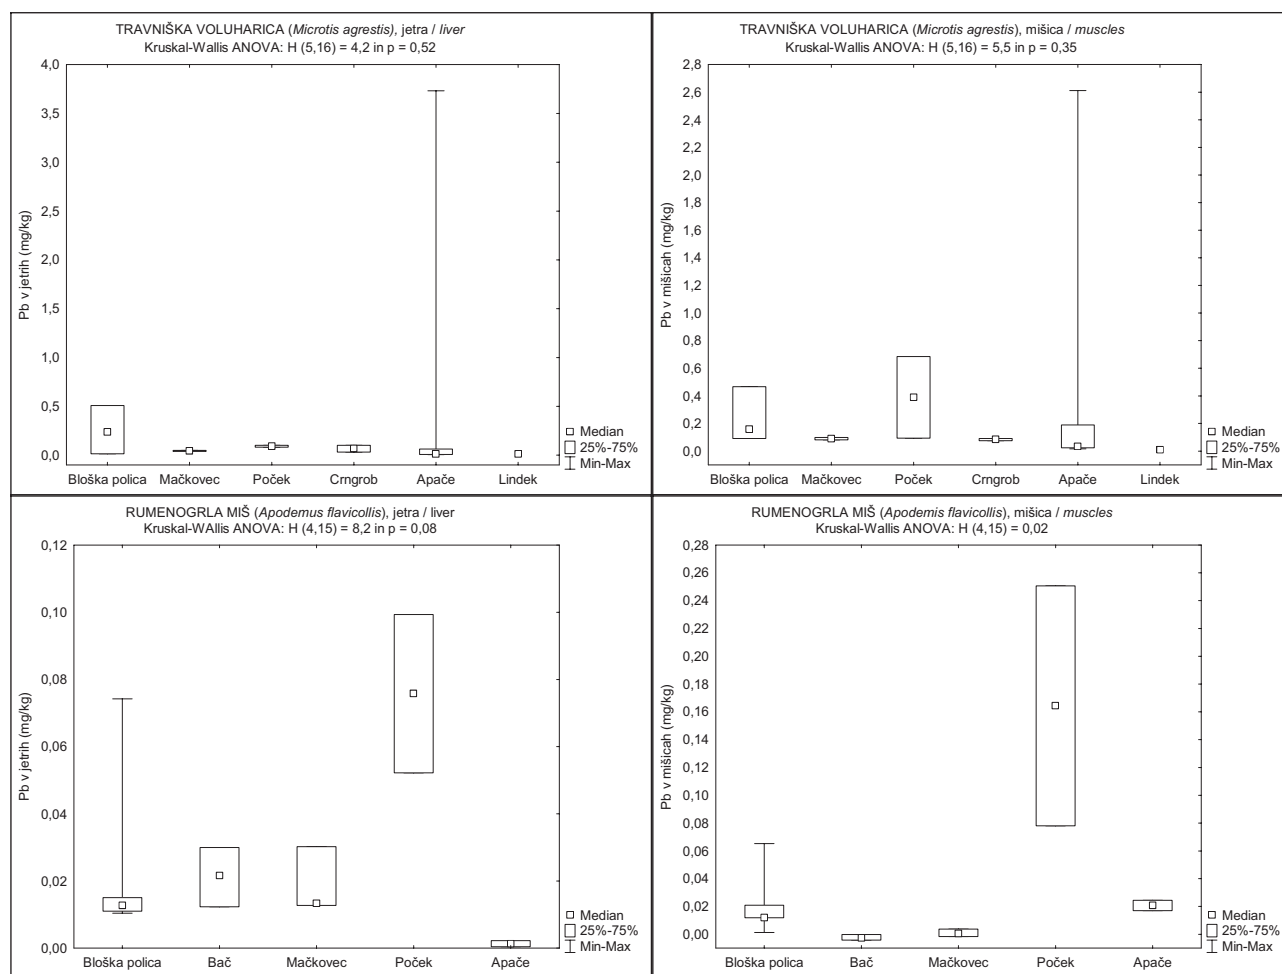 TRAVNIŠKA VOLUHARICA (Microtis agrestis), jetra / liver
Kruskal-Wallis ANOVA: H (5,16) = 4,2 in p = 0,52
4,0
3,5
3,0
2,5
2,0
1,5
1,0
0,5
0,0
Pb v jetrih (mg/kg)
Bloška polica Mačkovec Poček Crngrob Apače Lindek
Median
25%-75%
Min-Max
TRAVNIŠKA VOLUHARICA (Microtis agrestis), mišica / muscles
Kruskal-Wallis ANOVA: H (5,16) = 5,5 in p = 0,35
2,8
2,6
2,4
2,2
2,0
1,8
1,6
1,4
1,2
1,0
0,8
0,6
0,4
0,2
0,0
Pb v mišicah (mg/kg)
Bloška polica Mačkovec Poček Crngrob Apače Lindek
Median
25%-75%
Min-Max
RUMENOGRLA MIŠ (Apodemus flavicollis), jetra / liver
Kruskal-WAllis ANOVA: H (4,15) = 8,2 in p = 0,08
0,12
0,10
0,08
0,06
0,04
0,02
0,00
Pb v jetrih (mg/kg)
Bloška polica Bač Mačkovec Poček Apače
Median
25%-75%
Min-Max
RUMENOGRLA MIŠ (Apodemis flavicollis), mišica / muscles
Kruskal-Wallis ANOVA: H (4,15) = 0,02
0,28
0,26
0,24
0,22
0,20
0,18
0,16
0,14
0,12
0,10
0,08
0,06
0,04
0,02
0,00
Pb v mišicah (mg/kg)
Bloška polica Bač Mačkovec Poček Apače
Median
25%-75%
Min-Max